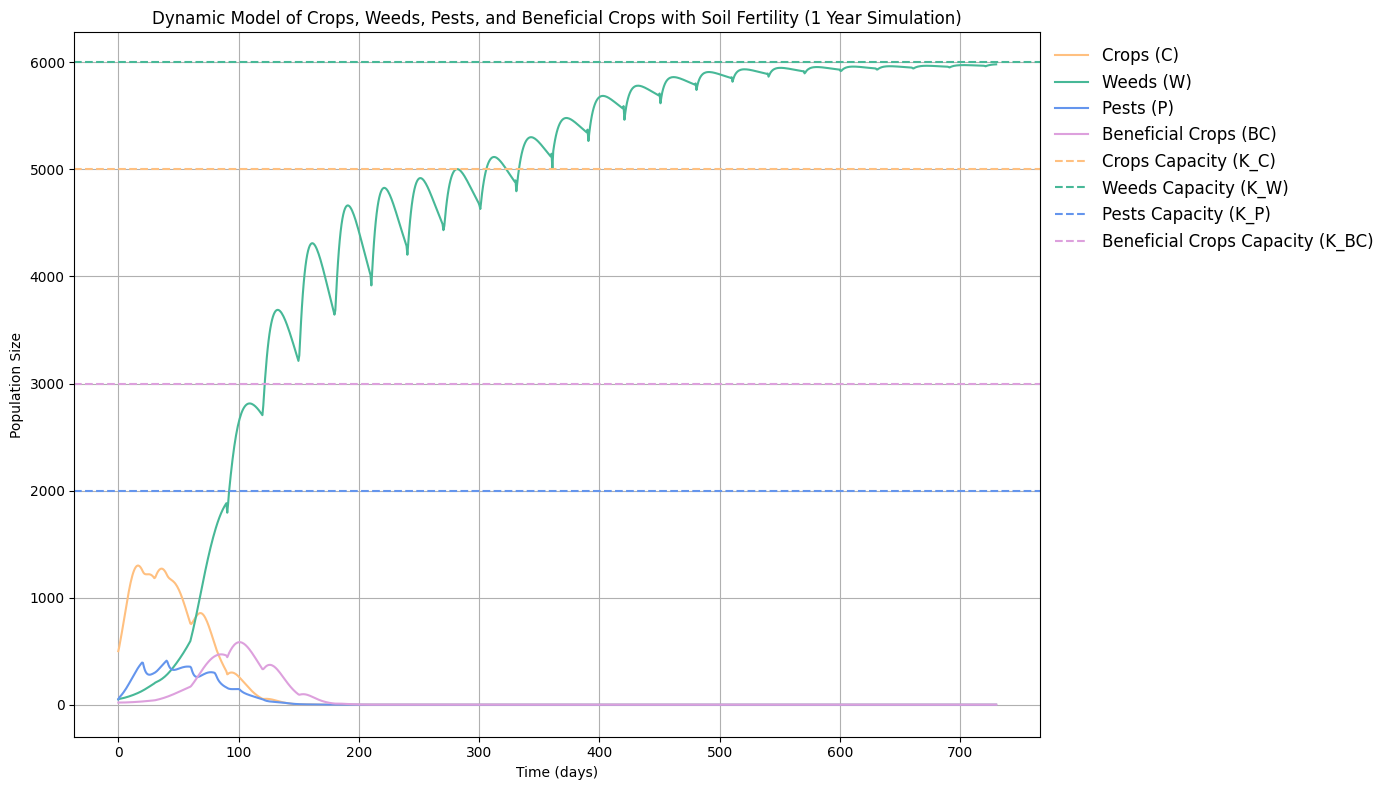 Dynamic Model of Crops, Weeds, Pests, and Beneficial Crops with Soil Fertility (1 Year Simulation)
6000
5000
4000
3000
2000
1000
0
Population Size
0 100 200 300 400 500 600 700
Time (days)
Crops (C)
Weeds (W)
Pests (P)
Beneficial Crops (BC)
Crops Capacity (K_C)
Weeds Capacity (K_W)
Pests Capacity (K_P)
Beneficial Crops Capacity (K_BC)